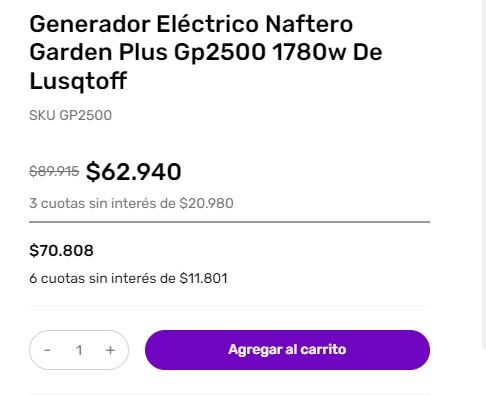 Generador Eléctrico Naftero
Garden Plus Gp2500 1780w De
Lusqtoff
SKU GP2500
$89.915 $62.940
3 cuotas sin interés de $20.980
$70.808
6 cuotas sin interés de $11.801
- 1 +
Agregar al carrito